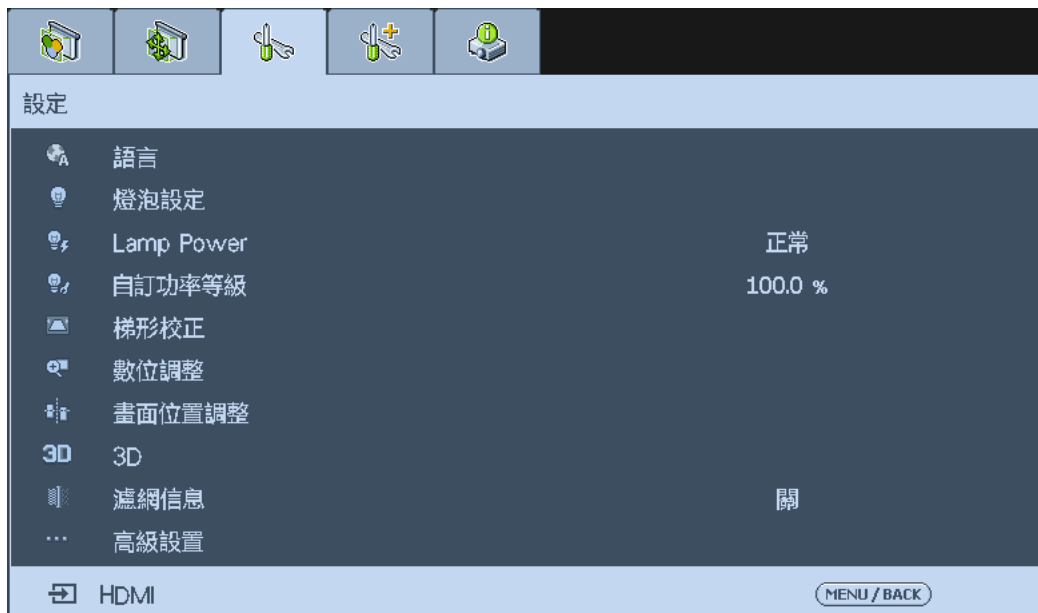 設定
語言
燈泡設定
Lamp Power 正常
自訂功率等級 100.0 %
梯形校正
數位調整
畫面位置調整
3D 3D
濾網信息 關
高級設置
HDMI MENU / BACK